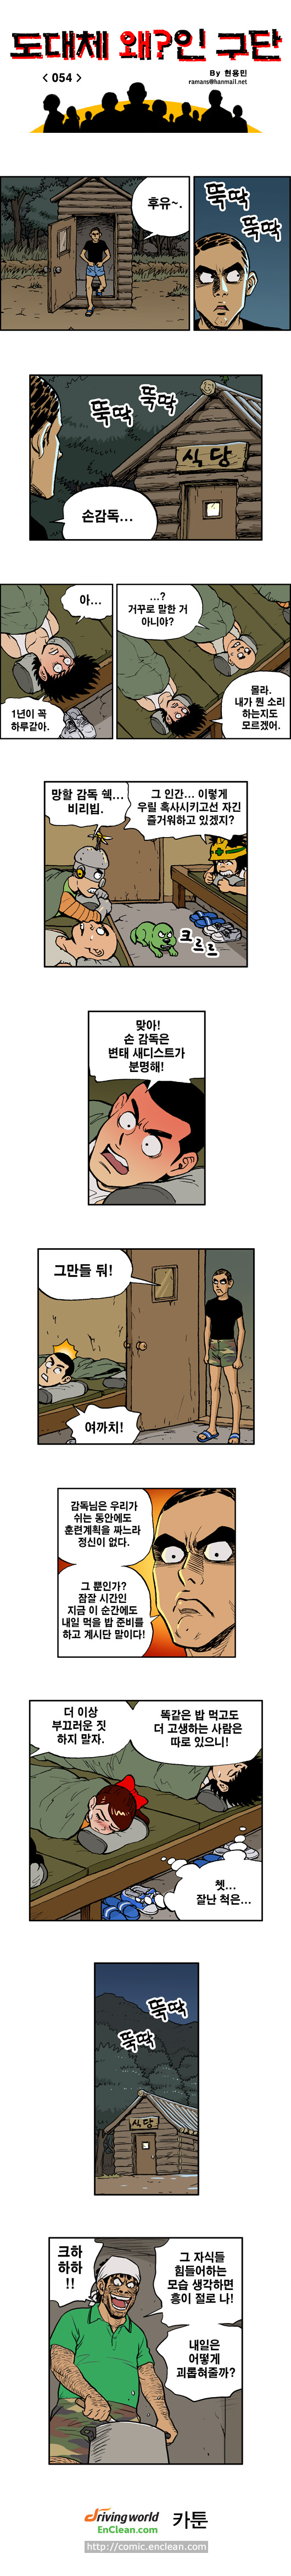 도대체 왜?인 구단
< 054 >
By 현용민
ramans@hanmail.net
후유~.
뚝딱
뚝딱
뚝딱
뚝딱
식당
손감독...
아...
1년이 꼭
하루같아.
...?
거꾸로 말한 거
아니야?
몰라.
내가 뭔 소리
하는지도
모르겠어.
망할 감독 쉑...
비리빕.
그 인간... 이렇게
우릴 혹사시키고선 자긴
즐거워하고 있겠지?
크르르
맞아!
손 감독은
변태 새디스트가
분명해!
그만들 둬!
여까치!
감독님은 우리가
쉬는 동안에도
훈련계획을 짜느라
정신이 없다.
그 뿐인가?
잠잘 시간인
지금 이 순간에도
내일 먹을 밥 준비를
하고 계시단 말이다!
더 이상
부끄러운 짓
하지 말자.
똑같은 밥 먹고도
더 고생하는 사람은
따로 있으니!
쳇...
잘난 척은...
뚝딱
뚝딱
식당
크하
하하
!!
그 자식들
힘들어하는
모습 생각하면
흥이 절로 나!
내일은
어떻게
괴롭혀줄까?
driving world
EnClean.com
카툰
http://comic.enclean.com